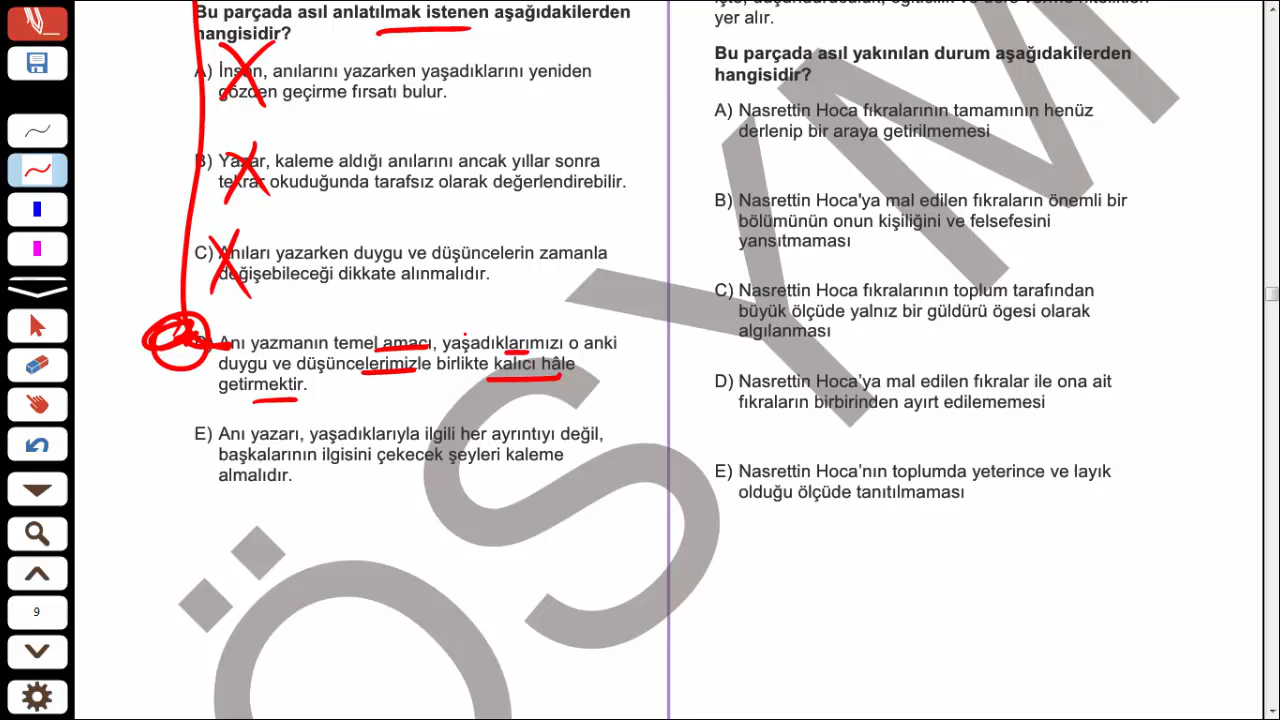 Bu parçada asıl anlatılmak istenen aşağıdakilerden
hangisidir?
A) İnsan, anılarını yazarken yaşadıklarını yeniden
gözden geçirme fırsatı bulur.
B) Yazar, kaleme aldığı anılarını ancak yıllar sonra
tekrar okuduğunda tarafsız olarak değerlendirebilir.
C) Anıları yazarken duygu ve düşüncelerin zamanla
değişebileceği dikkate alınmalıdır.
D) Anı yazmanın temel amacı, yaşadıklarımızı o anki
duygu ve düşüncelerimizle birlikte kalıcı hâle
getirmektir.
E) Anı yazarı, yaşadıklarıyla ilgili her ayrıntıyı değil,
başkalarının ilgisini çekecek şeyleri kaleme
almalıdır.
yer alır.
Bu parçada asıl yakınılan durum aşağıdakilerden
hangisidir?
A) Nasrettin Hoca fıkralarının tamamının henüz
derlenip bir araya getirilmemesi
B) Nasrettin Hoca'ya mal edilen fıkraların önemli bir
bölümünün onun kişiliğini ve felsefesini
yansıtmaması
C) Nasrettin Hoca fıkralarının toplum tarafından
büyük ölçüde yalnız bir güldürü ögesi olarak
algılanması
D) Nasrettin Hoca’ya mal edilen fıkralar ile ona ait
fıkraların birbirinden ayırt edilememesi
E) Nasrettin Hoca’nın toplumda yeterince ve layık
olduğu ölçüde tanıtılmaması
ÖSYM
9